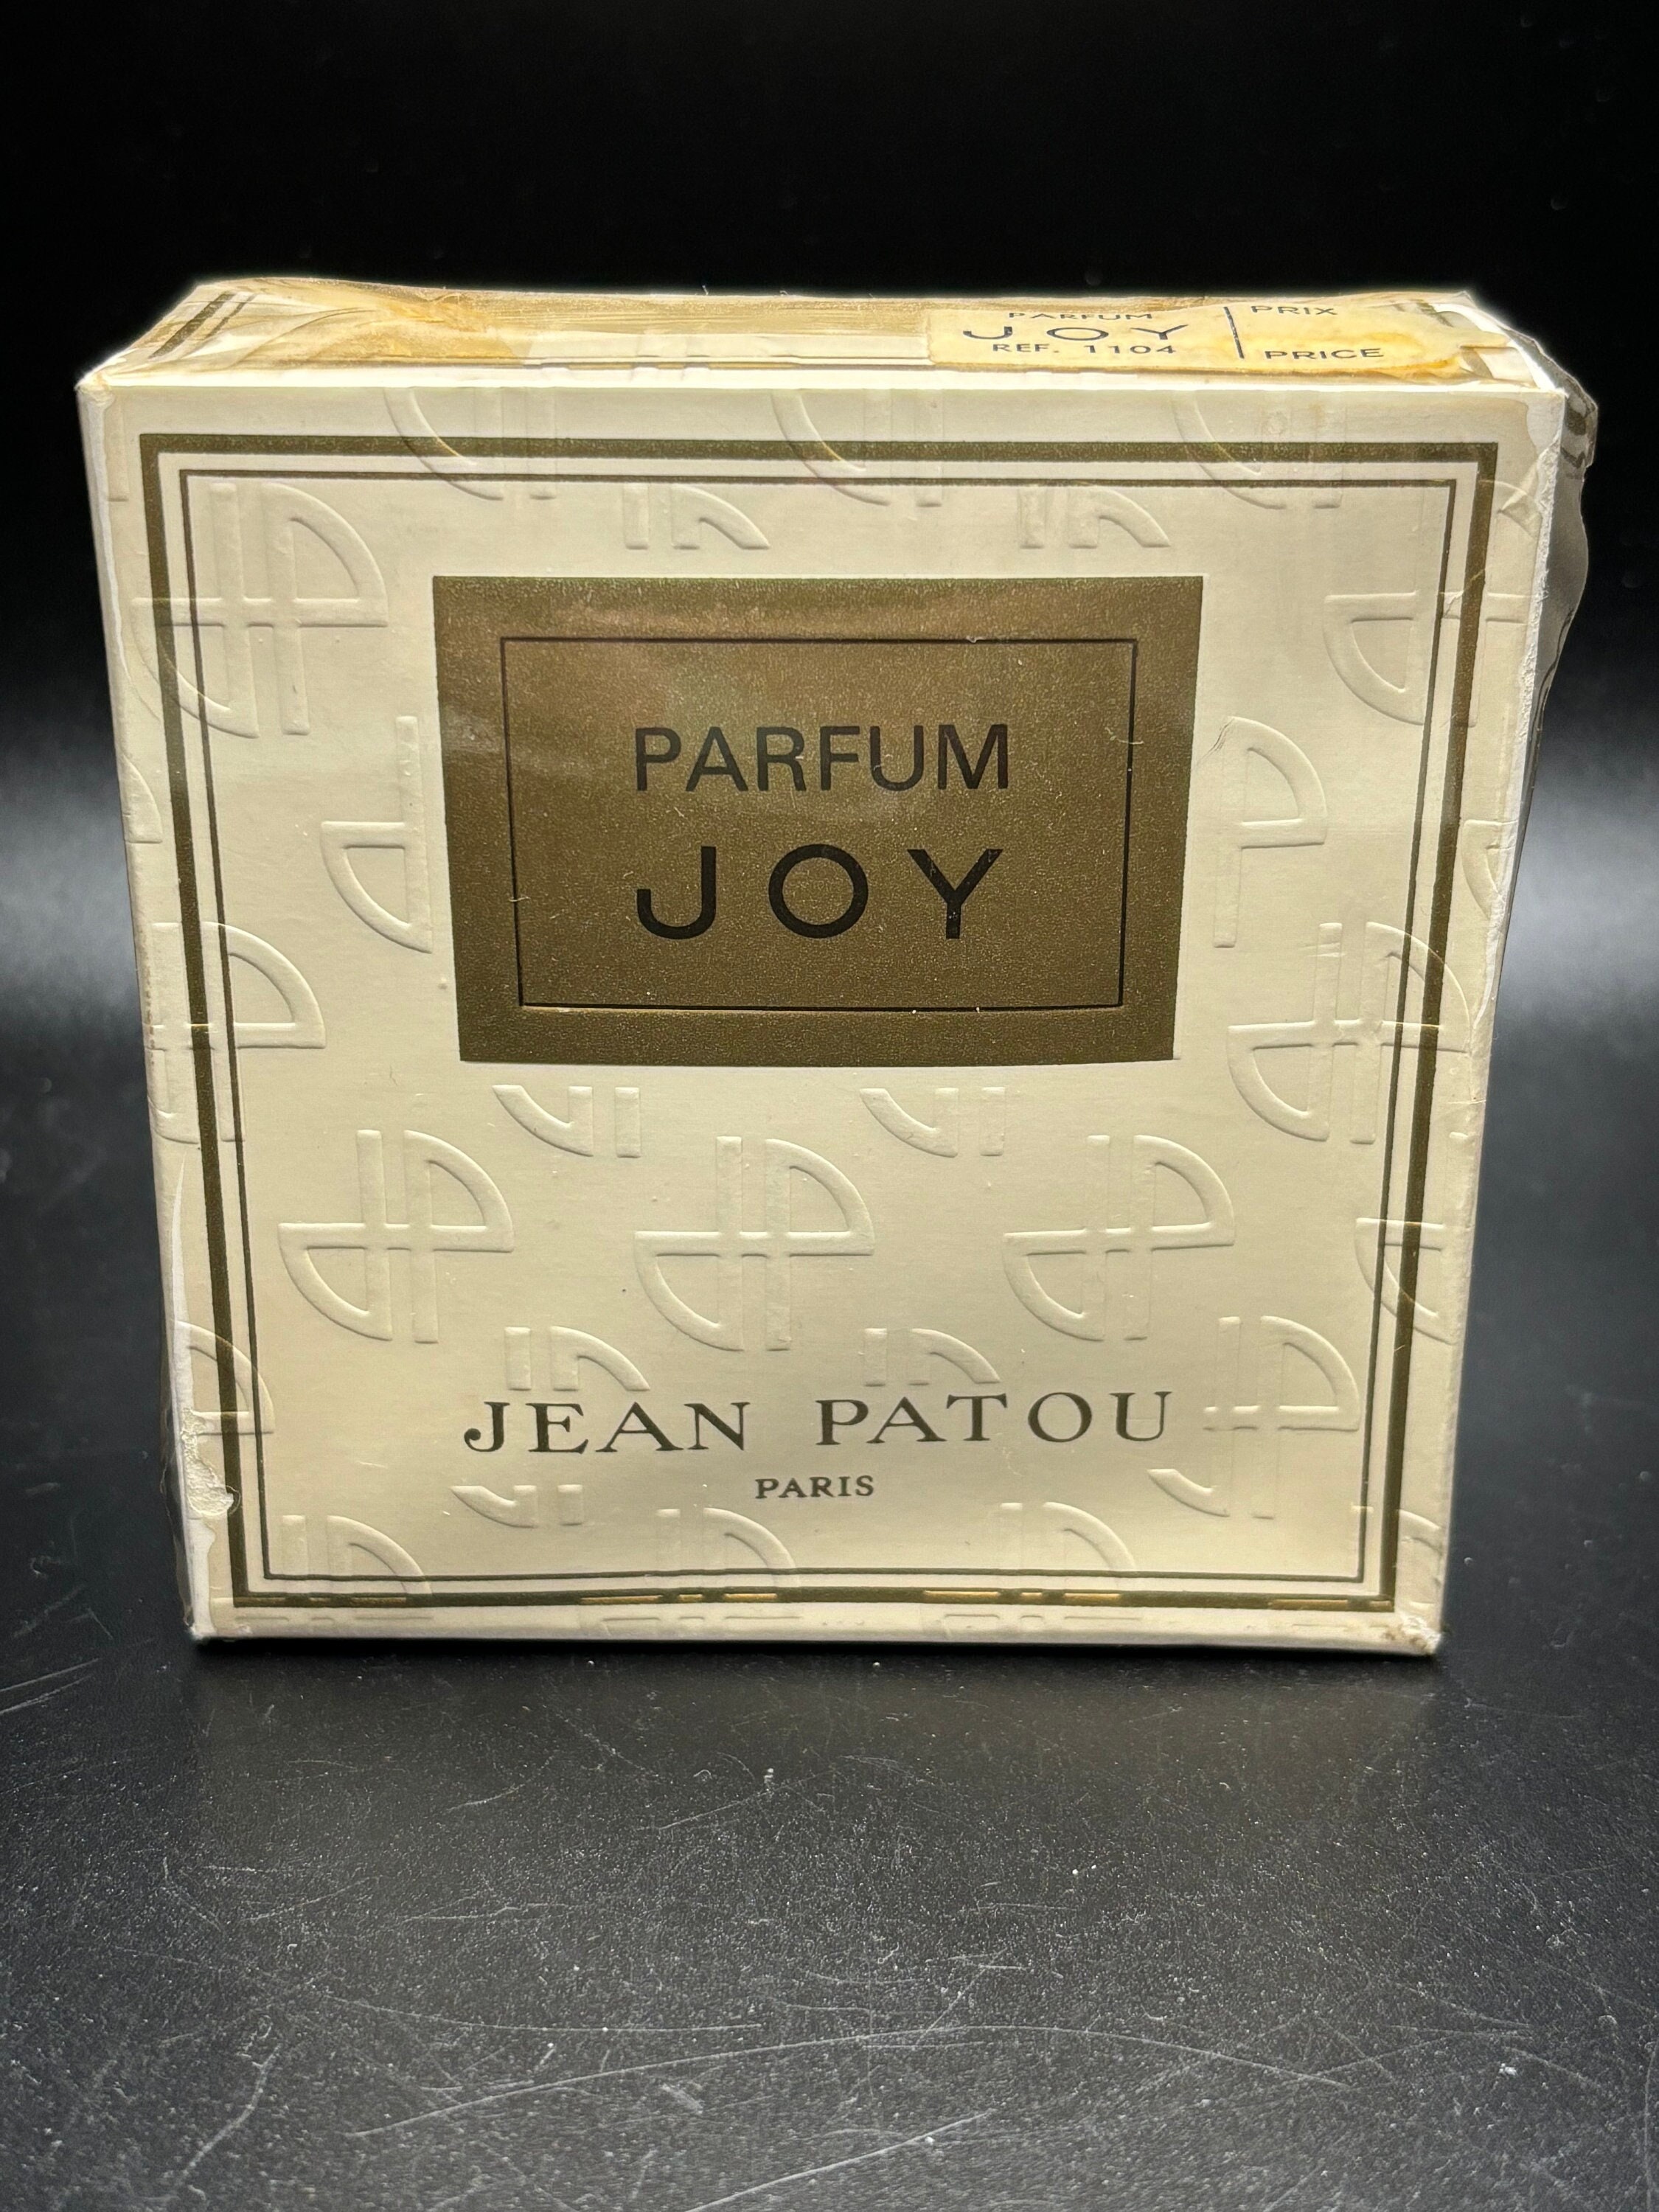 PARFUM
JOY
REF. 1104
PRIX
PRICE
PARFUM
JOY
JEAN PATOU
PARIS